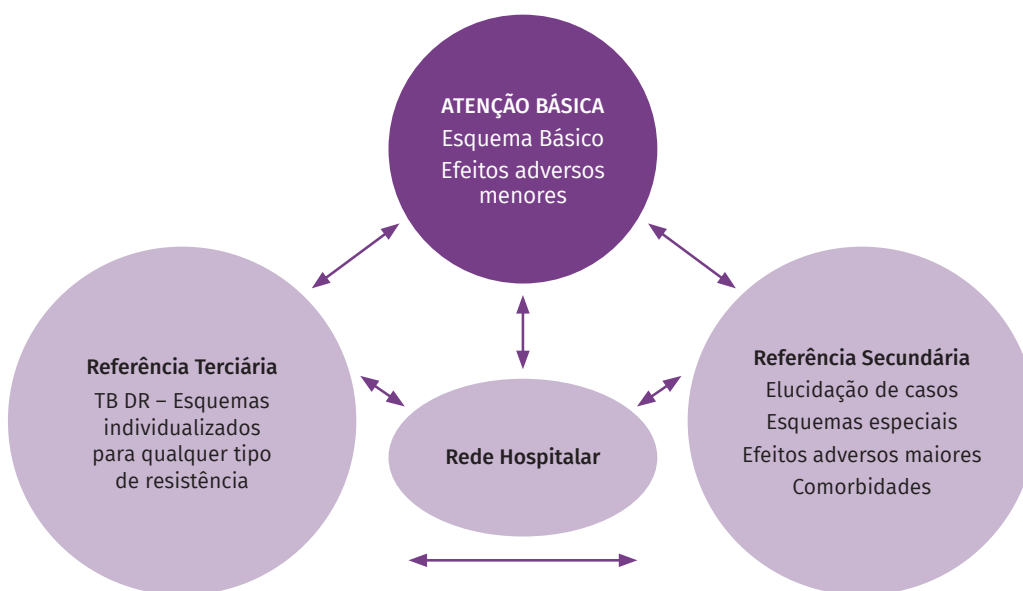 ATENÇÃO BÁSICA
Esquema Básico
Efeitos adversos
menores
Referência Terciária
TB DR – Esquemas
individualizados
para qualquer tipo
de resistência
Rede Hospitalar
Referência Secundária
Elucidação de casos
Esquemas especiais
Efeitos adversos maiores
Comorbidades